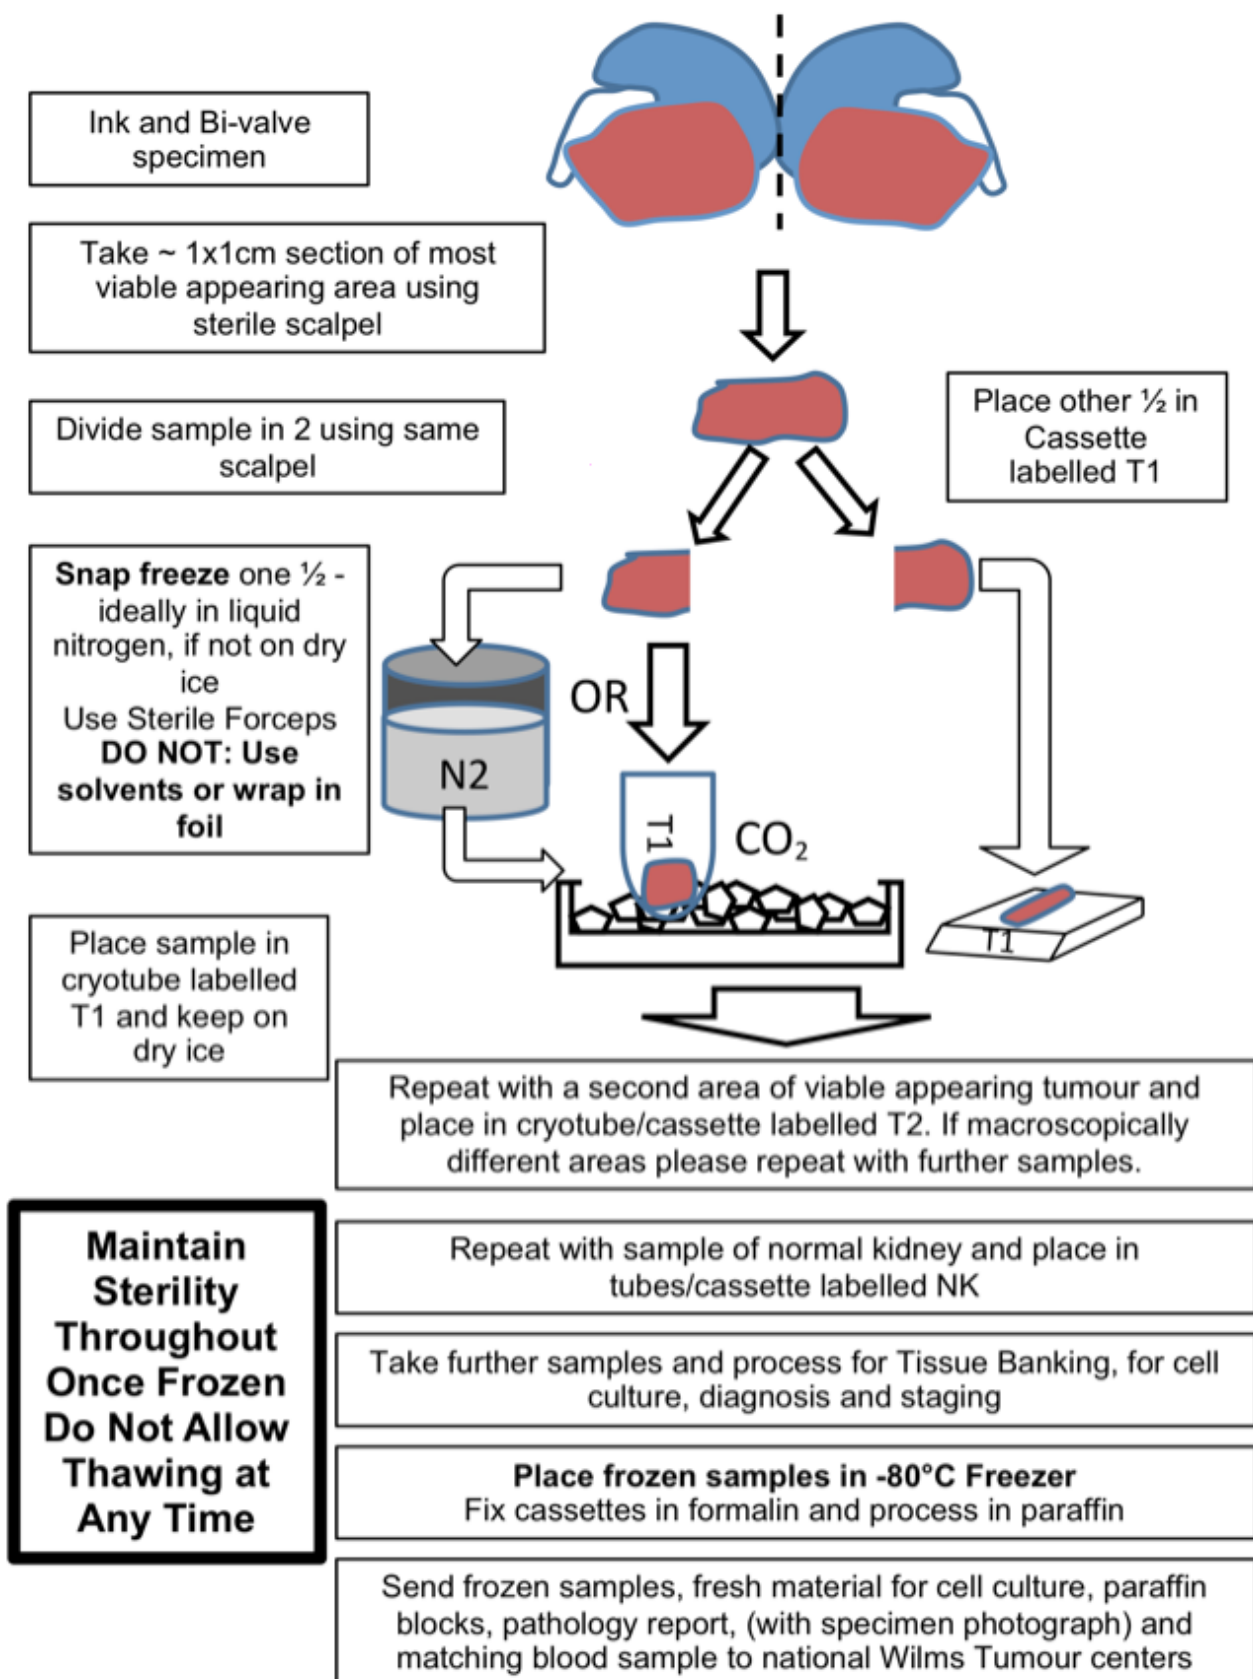 Ink and Bi-valve
specimen
Take ~ 1x1cm section of most
viable appearing area using
sterile scalpel
Divide sample in 2 using same
scalpel
Place other ½ in
Cassette
labelled T1
Snap freeze one ½ -
ideally in liquid
nitrogen, if not on dry
ice
Use Sterile Forceps
DO NOT: Use
solvents or wrap in
foil
OR
N2
T1
CO₂
T1
Place sample in
cryotube labelled
T1 and keep on
dry ice
Repeat with a second area of viable appearing tumour and
place in cryotube/cassette labelled T2. If macroscopically
different areas please repeat with further samples.
Maintain
Sterility
Throughout
Once Frozen
Do Not Allow
Thawing at
Any Time
Repeat with sample of normal kidney and place in
tubes/cassette labelled NK
Take further samples and process for Tissue Banking, for cell
culture, diagnosis and staging
Place frozen samples in -80°C Freezer
Fix cassettes in formalin and process in paraffin
Send frozen samples, fresh material for cell culture, paraffin
blocks, pathology report, (with specimen photograph) and
matching blood sample to national Wilms Tumour centers